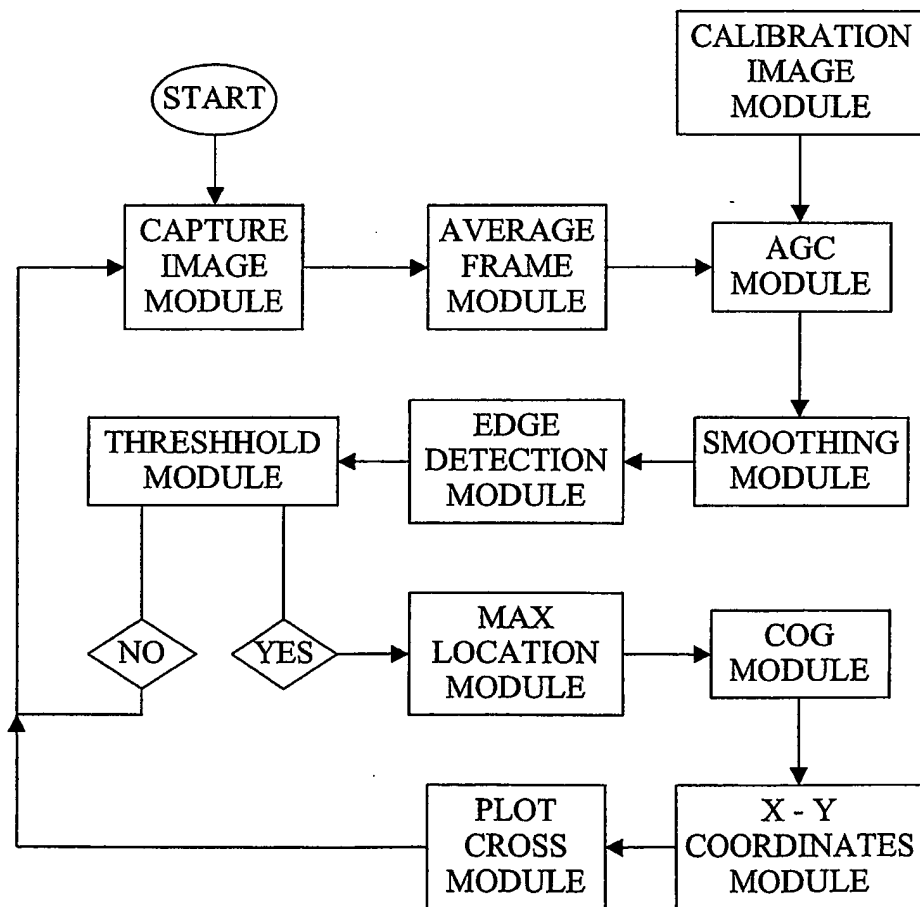 START
CALIBRATION
IMAGE
MODULE
CAPTURE
IMAGE
MODULE
AVERAGE
FRAME
MODULE
AGC
MODULE
THRESHHOLD
MODULE
EDGE
DETECTION
MODULE
SMOOTHING
MODULE
NO
YES
MAX
LOCATION
MODULE
COG
MODULE
PLOT
CROSS
MODULE
X - Y
COORDINATES
MODULE